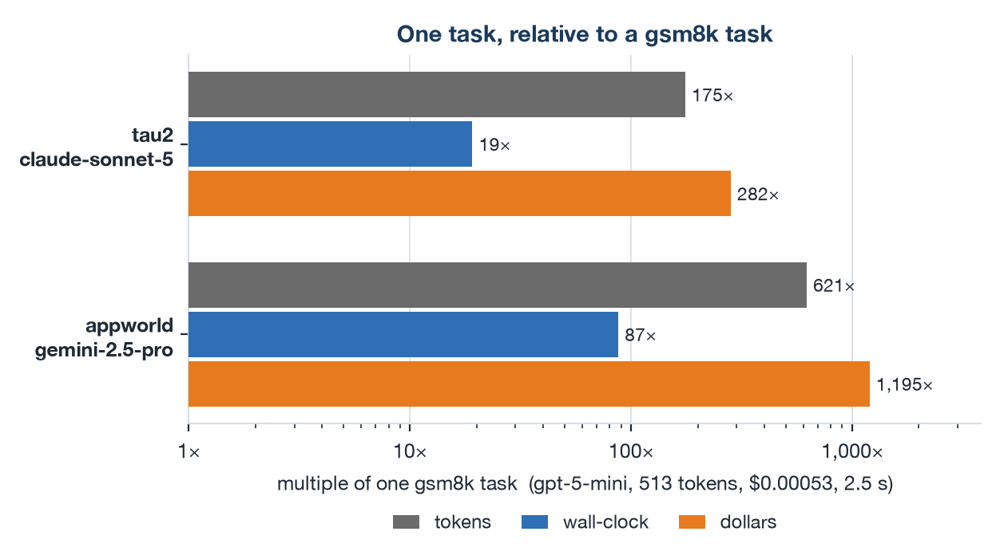 One task, relative to a gsm8k task
175×
tau2
claude-sonnet-5
19×
282×
621×
appworld
gemini-2.5-pro
87×
1,195×
1× 10× 100× 1,000×
multiple of one gsm8k task (gpt-5-mini, 513 tokens, $0.00053, 2.5 s)
tokens wall-clock dollars